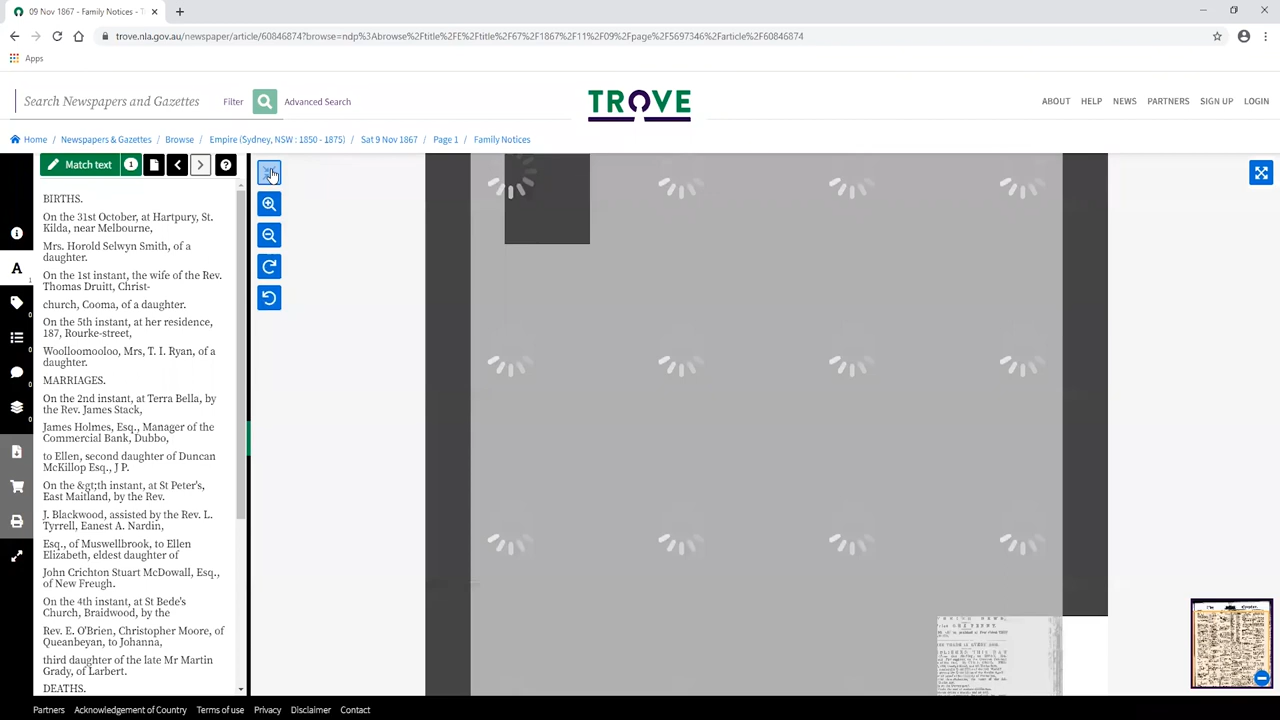 09 Nov 1867 - Family Notices - T
trove.nla.gov.au/newspaper/article/60846874?browse=ndp%3Abrowse%2Ftitle%2FE%2Ftitle%2F67%2F1867%2F11%2F09%2Fpage%2F5697346%2Farticle%2F60846874
Apps
Search Newspapers and Gazettes Filter Advanced Search
TROVE
ABOUT HELP NEWS PARTNERS SIGN UP LOGIN
Home / Newspapers & Gazettes / Browse / Empire (Sydney, NSW : 1850 - 1875) / Sat 9 Nov 1867 / Page 1 / Family Notices
Match text 1
BIRTHS.
On the 31st October, at Hartpury, St.
Kilda, near Melbourne,
Mrs. Horold Selwyn Smith, of a
daughter.
On the 1st instant, the wife of the Rev.
Thomas Druitt, Christ-
church, Cooma, of a daughter.
On the 5th instant, at her residence,
187, Rourke-street,
Woolloomooloo, Mrs, T. I. Ryan, of a
daughter.
MARRIAGES.
On the 2nd instant, at Terra Bella, by
the Rev. James Stack,
James Holmes, Esq., Manager of the
Commercial Bank, Dubbo,
to Ellen, second daughter of Duncan
McKillop Esq., J P.
On the &gt;th instant, at St Peter's,
East Maitland, by the Rev.
J. Blackwood, assisted by the Rev. L.
Tyrrell, Eanest A. Nardin,
Esq., of Muswellbrook, to Ellen
Elizabeth, eldest daughter of
John Crichton Stuart McDowall, Esq.,
of New Freugh.
On the 4th instant, at St Bede's
Church, Braidwood, by the
Rev. E. O'Brien, Christopher Moore, of
Queanbeyan, to Johanna,
third daughter of the late Mr Martin
Grady, of Larbert.
DEATHS.
Partners Acknowledgement of Country Terms of use Privacy Disclaimer Contact